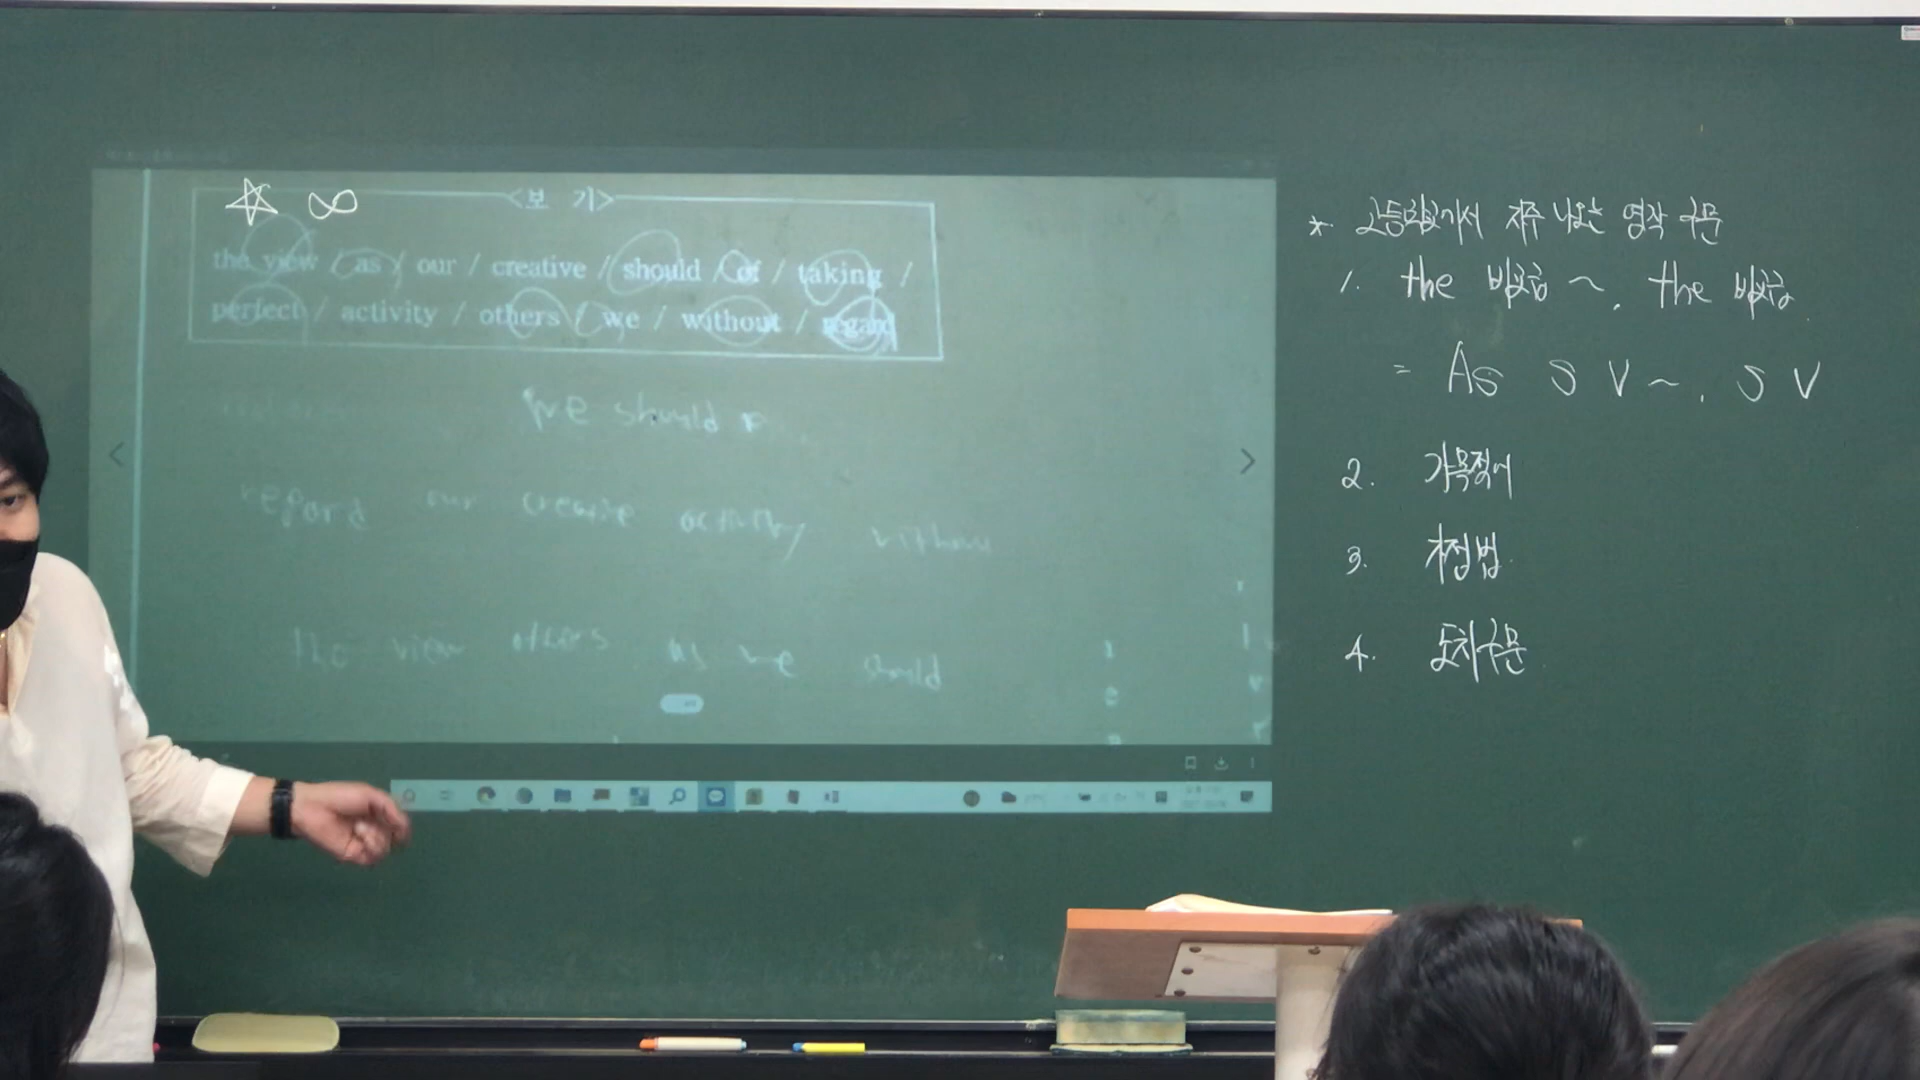 <보 기>
the view / as / our / creative / should / of / taking /
perfect / activity / others / we / without / regard
we should r
regard our creative activity without
the view others as we should
* 고등학교에서 자주 나오는 영작 구문
1. the 비교급 ~, the 비교급
= As S V ~, S V
2. 가목적어
3. 가정법
4. 도치구문